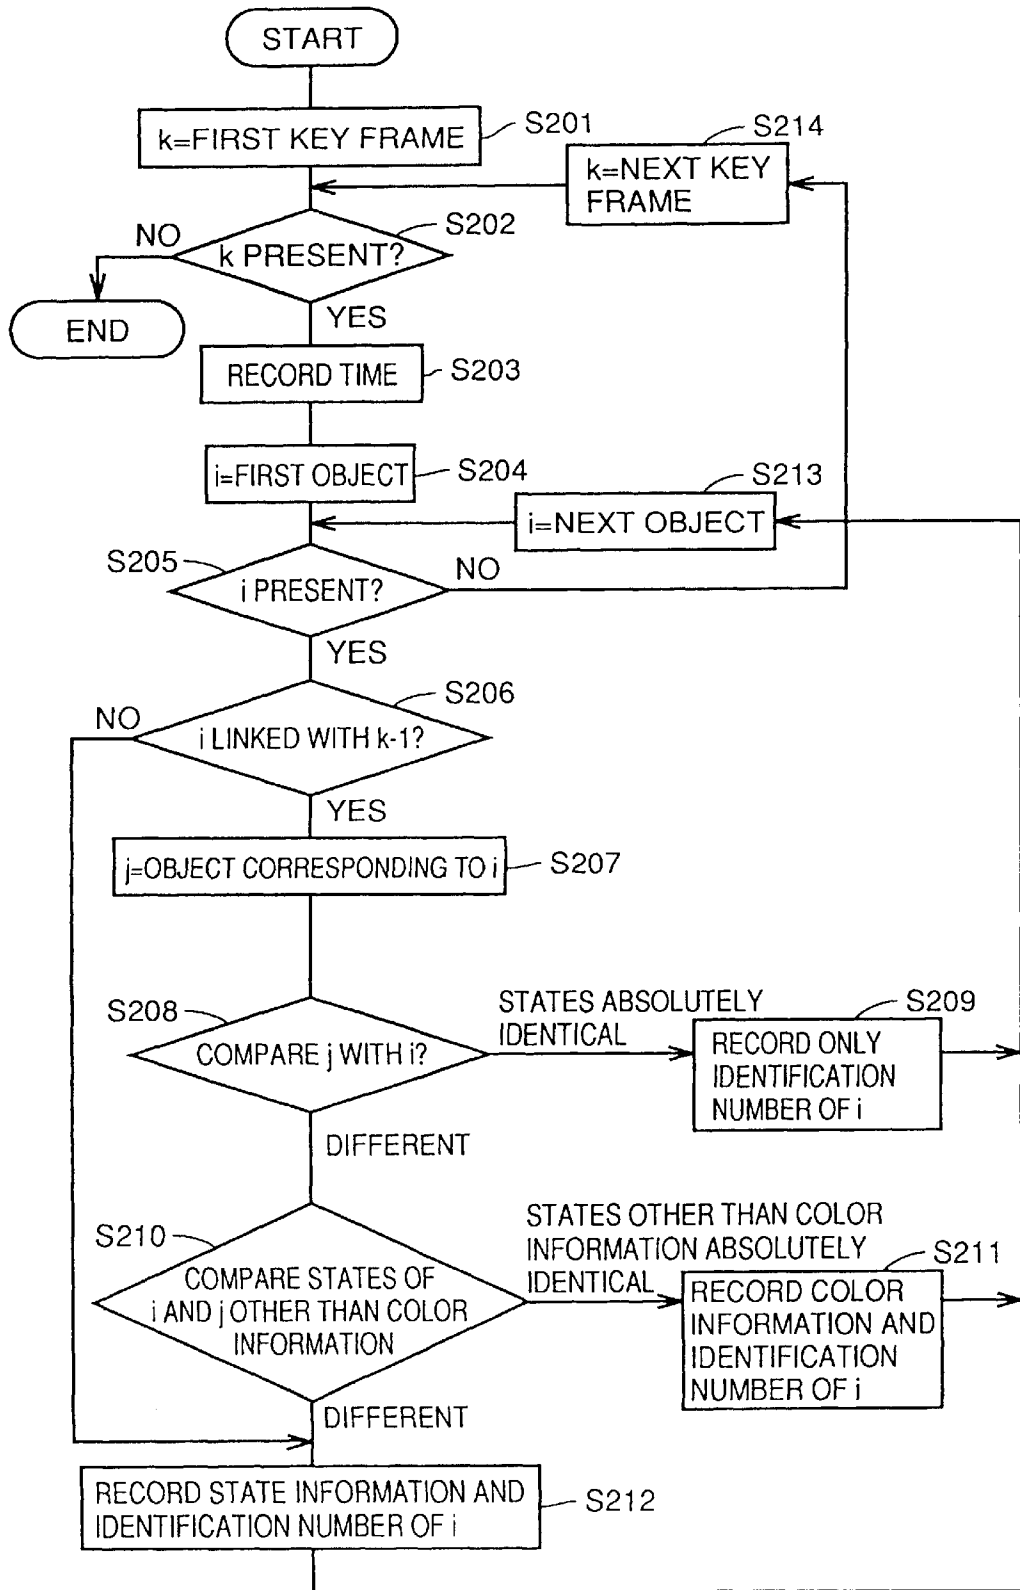 START
k=FIRST KEY FRAME
S201
S214
k=NEXT KEY
FRAME
NO
S202
k PRESENT?
END
YES
RECORD TIME
S203
i=FIRST OBJECT
S204
S213
i=NEXT OBJECT
S205
i PRESENT?
NO
YES
S206
NO
i LINKED WITH k-1?
YES
j=OBJECT CORRESPONDING TO i
S207
S208
COMPARE j WITH i?
STATES ABSOLUTELY
IDENTICAL
S209
RECORD ONLY
IDENTIFICATION
NUMBER OF i
DIFFERENT
S210
COMPARE STATES OF
i AND j OTHER THAN COLOR
INFORMATION
STATES OTHER THAN COLOR
INFORMATION ABSOLUTELY
IDENTICAL
S211
RECORD COLOR
INFORMATION AND
IDENTIFICATION
NUMBER OF i
DIFFERENT
RECORD STATE INFORMATION AND
IDENTIFICATION NUMBER OF i
S212